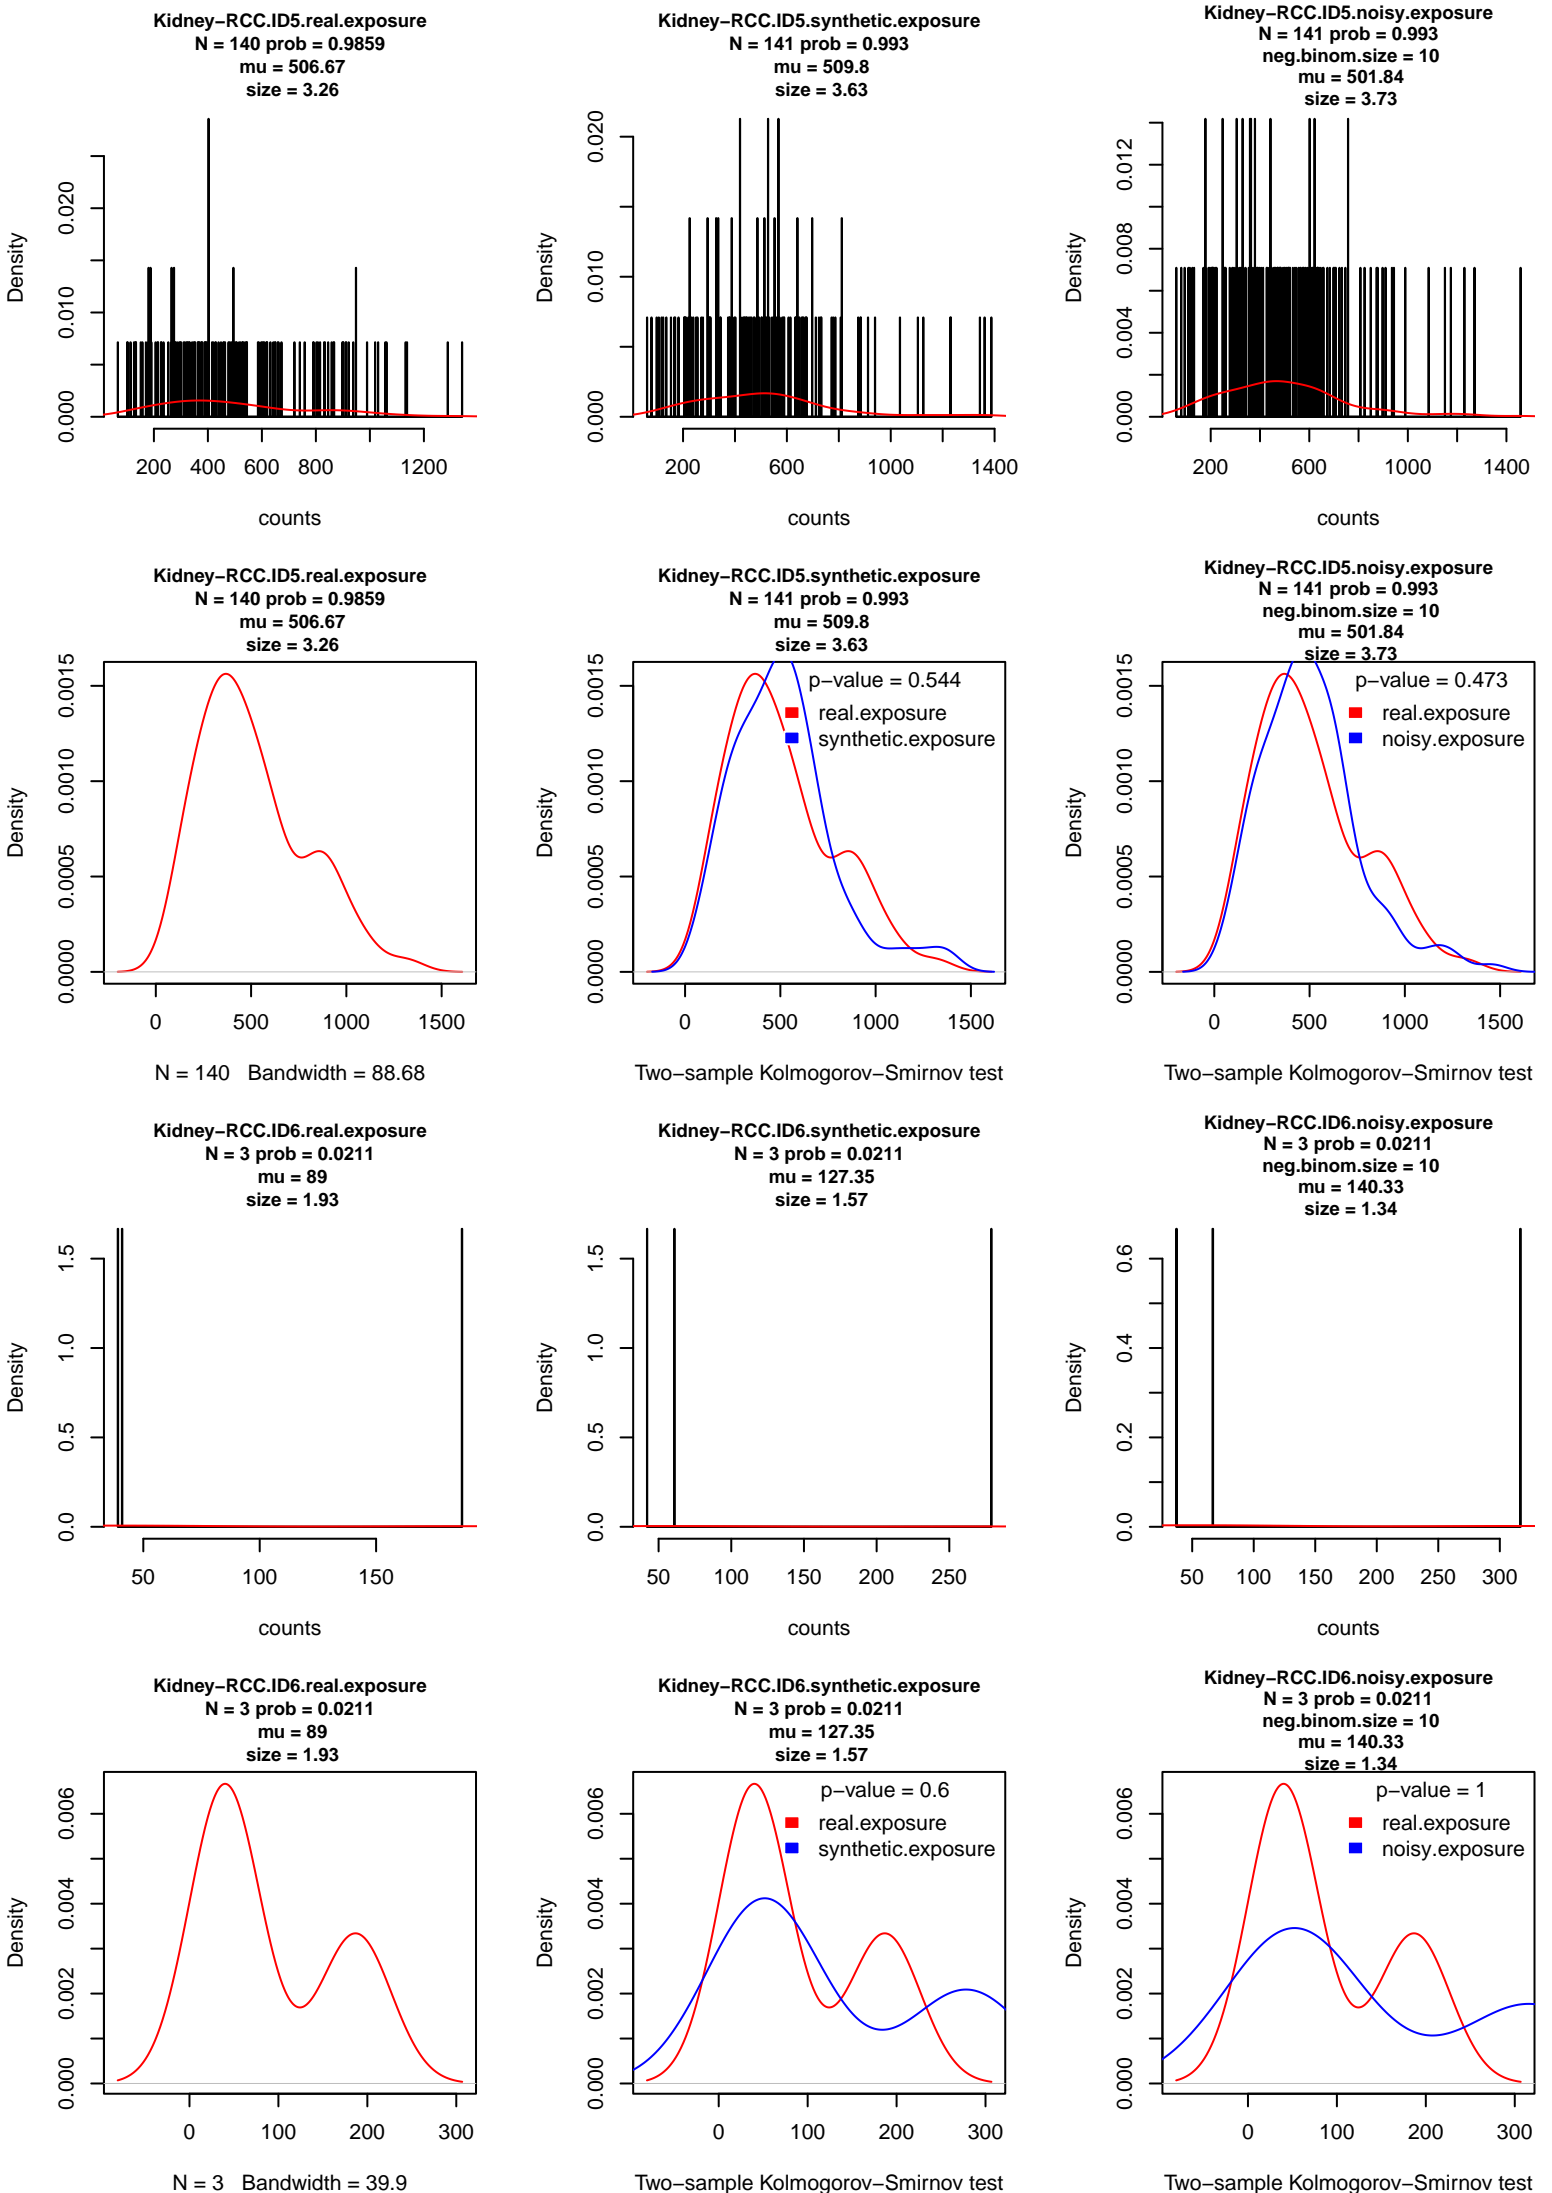 Kidney−RCC.ID5.real.exposure
N = 140 prob = 0.9859
mu = 506.67
size = 3.26
Density
0.000
0.010
0.020
200
400
600
800
1200
counts
Kidney−RCC.ID5.synthetic.exposure
N = 141 prob = 0.993
mu = 509.8
size = 3.63
Density
0.000
0.010
0.020
200
600
1000
1400
counts
Kidney−RCC.ID5.noisy.exposure
N = 141 prob = 0.993
neg.binom.size = 10
mu = 501.84
size = 3.73
Density
0.000
0.004
0.008
0.012
200
600
1000
1400
counts
Kidney−RCC.ID5.real.exposure
N = 140 prob = 0.9859
mu = 506.67
size = 3.26
Density
0.0000
0.0005
0.0010
0.0015
0
500
1000
1500
N = 140 Bandwidth = 88.68
Kidney−RCC.ID5.synthetic.exposure
N = 141 prob = 0.993
mu = 509.8
size = 3.63
p−value = 0.544
real.exposure
synthetic.exposure
Density
0.0000
0.0005
0.0010
0.0015
0
500
1000
1500
Two−sample Kolmogorov−Smirnov test
Kidney−RCC.ID5.noisy.exposure
N = 141 prob = 0.993
neg.binom.size = 10
mu = 501.84
size = 3.73
p−value = 0.473
real.exposure
noisy.exposure
Density
0.0000
0.0005
0.0010
0.0015
0
500
1000
1500
Two−sample Kolmogorov−Smirnov test
Kidney−RCC.ID6.real.exposure
N = 3 prob = 0.0211
mu = 89
size = 1.93
Density
0.0
0.5
1.0
1.5
50
100
150
counts
Kidney−RCC.ID6.synthetic.exposure
N = 3 prob = 0.0211
mu = 127.35
size = 1.57
Density
0.0
0.5
1.0
1.5
50
100
150
200
250
counts
Kidney−RCC.ID6.noisy.exposure
N = 3 prob = 0.0211
neg.binom.size = 10
mu = 140.33
size = 1.34
Density
0.0
0.2
0.4
0.6
50
100
150
200
250
300
counts
Kidney−RCC.ID6.real.exposure
N = 3 prob = 0.0211
mu = 89
size = 1.93
Density
0.000
0.002
0.004
0.006
0
100
200
300
N = 3 Bandwidth = 39.9
Kidney−RCC.ID6.synthetic.exposure
N = 3 prob = 0.0211
mu = 127.35
size = 1.57
p−value = 0.6
real.exposure
synthetic.exposure
Density
0.000
0.002
0.004
0.006
0
100
200
300
Two−sample Kolmogorov−Smirnov test
Kidney−RCC.ID6.noisy.exposure
N = 3 prob = 0.0211
neg.binom.size = 10
mu = 140.33
size = 1.34
p−value = 1
real.exposure
noisy.exposure
Density
0.000
0.002
0.004
0.006
0
100
200
300
Two−sample Kolmogorov−Smirnov test